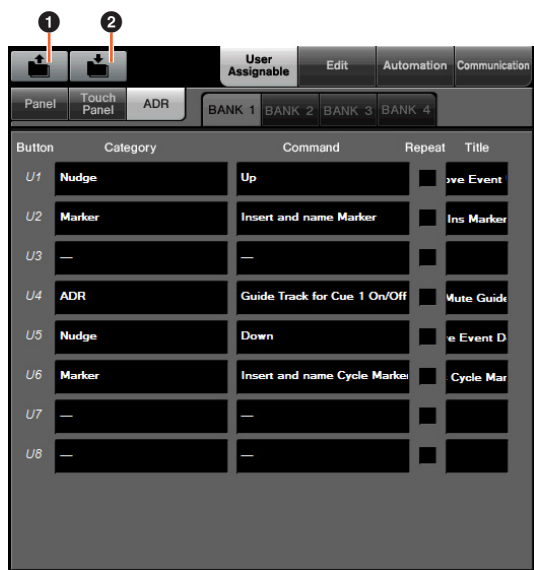 1 2
User Assignable Edit Automation Communication
Panel Touch Panel ADR BANK 1 BANK 2 BANK 3 BANK 4
Button Category Command Repeat Title
U1 Nudge Up ove Event
U2 Marker Insert and name Marker Ins Marker
U3 — —
U4 ADR Guide Track for Cue 1 On/Off Mute Guide
U5 Nudge Down e Event D
U6 Marker Insert and name Cycle Marker Cycle Mar
U7 — —
U8 — —